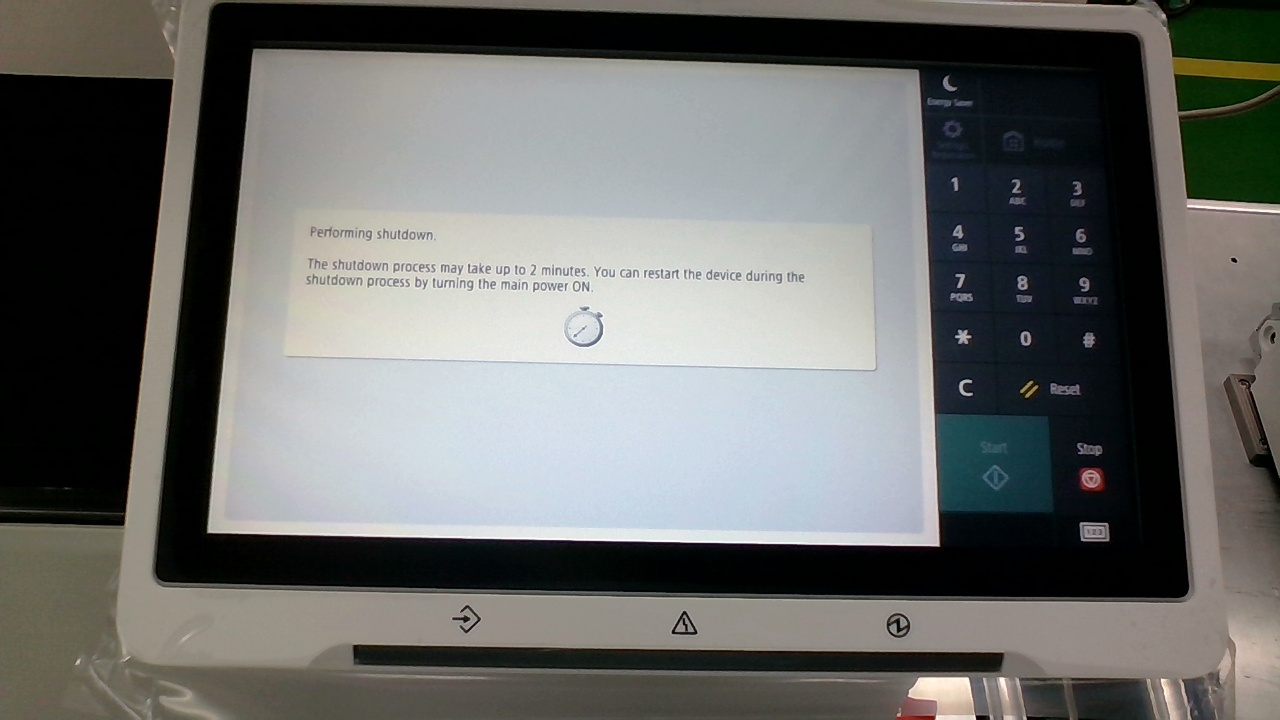 Performing shutdown.
The shutdown process may take up to 2 minutes. You can restart the device during the
shutdown process by turning the main power ON.
Energy Saver
Home
1
2
ABC
3
DEF
4
GHI
5
JKL
6
MNO
7
PQRS
8
TUV
9
WXYZ
*
0
#
C
Reset
Start
Stop
123